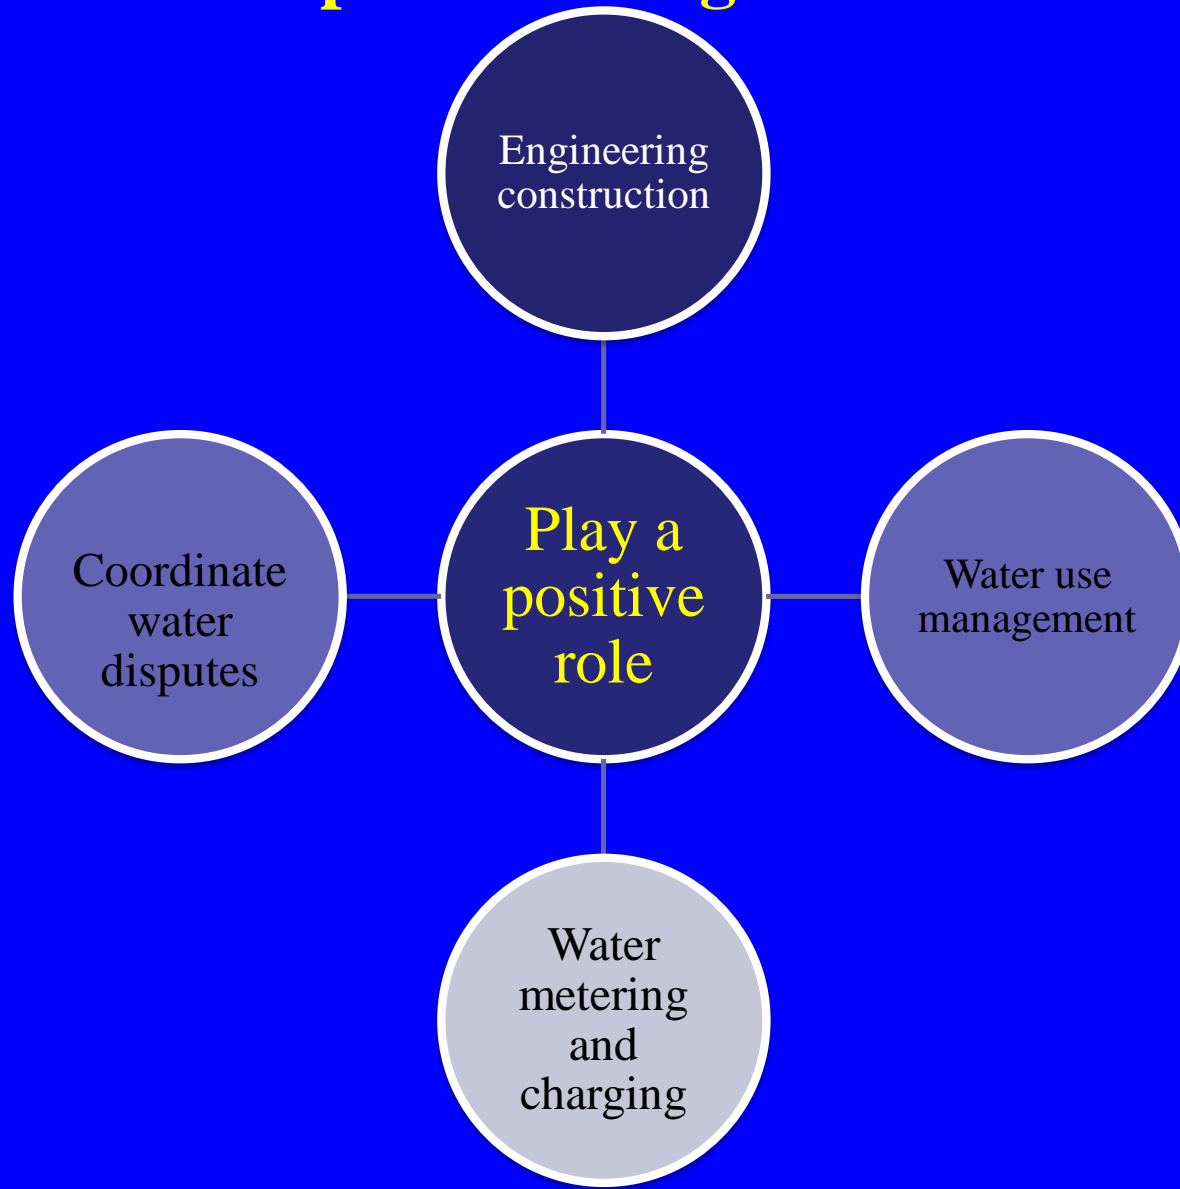 Engineering
construction
Coordinate
water
disputes
Play a
positive
role
Water use
management
Water
metering
and
charging